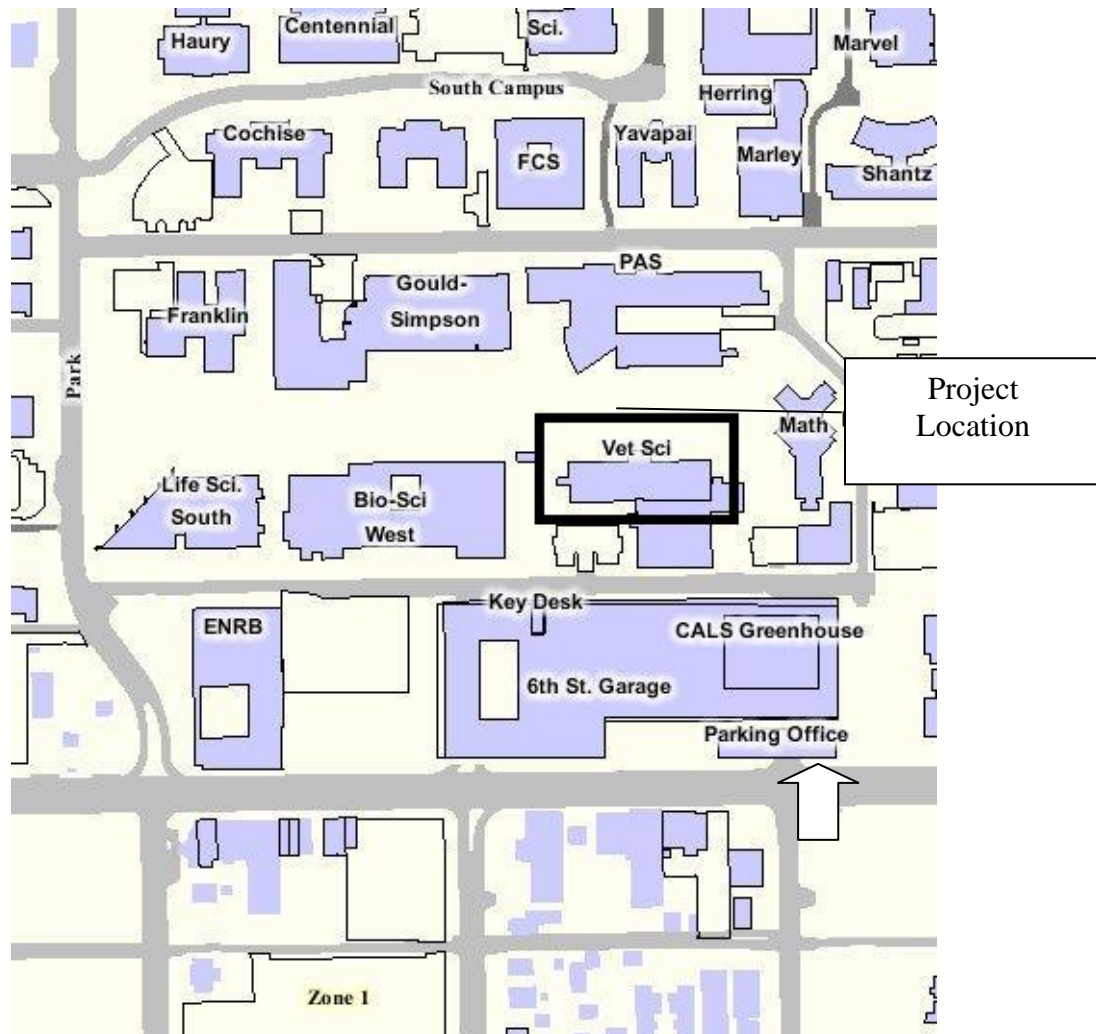 Haury
Centennial
Sci.
Marvel
South Campus
Herring
Cochise
FCS
Yavapai
Marley
Shantz
PAS
Gould-
Simpson
Franklin
Park
Project
Location
Math
Vet Sci
Life Sci.
South
Bio-Sci
West
Key Desk
ENRB
CALS Greenhouse
6th St. Garage
Parking Office
Zone 1